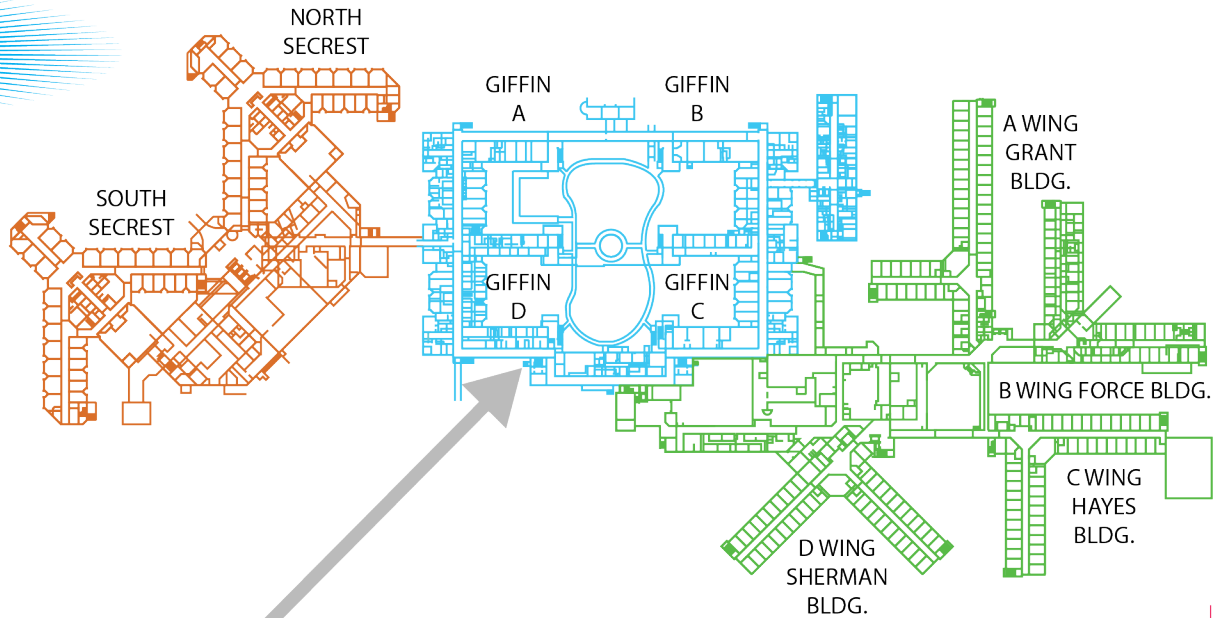 NORTH
SECREST
GIFFIN
A
GIFFIN
B
A WING
GRANT
BLDG.
SOUTH
SECREST
GIFFIN
D
GIFFIN
C
B WING FORCE BLDG.
C WING
HAYES
BLDG.
D WING
SHERMAN
BLDG.